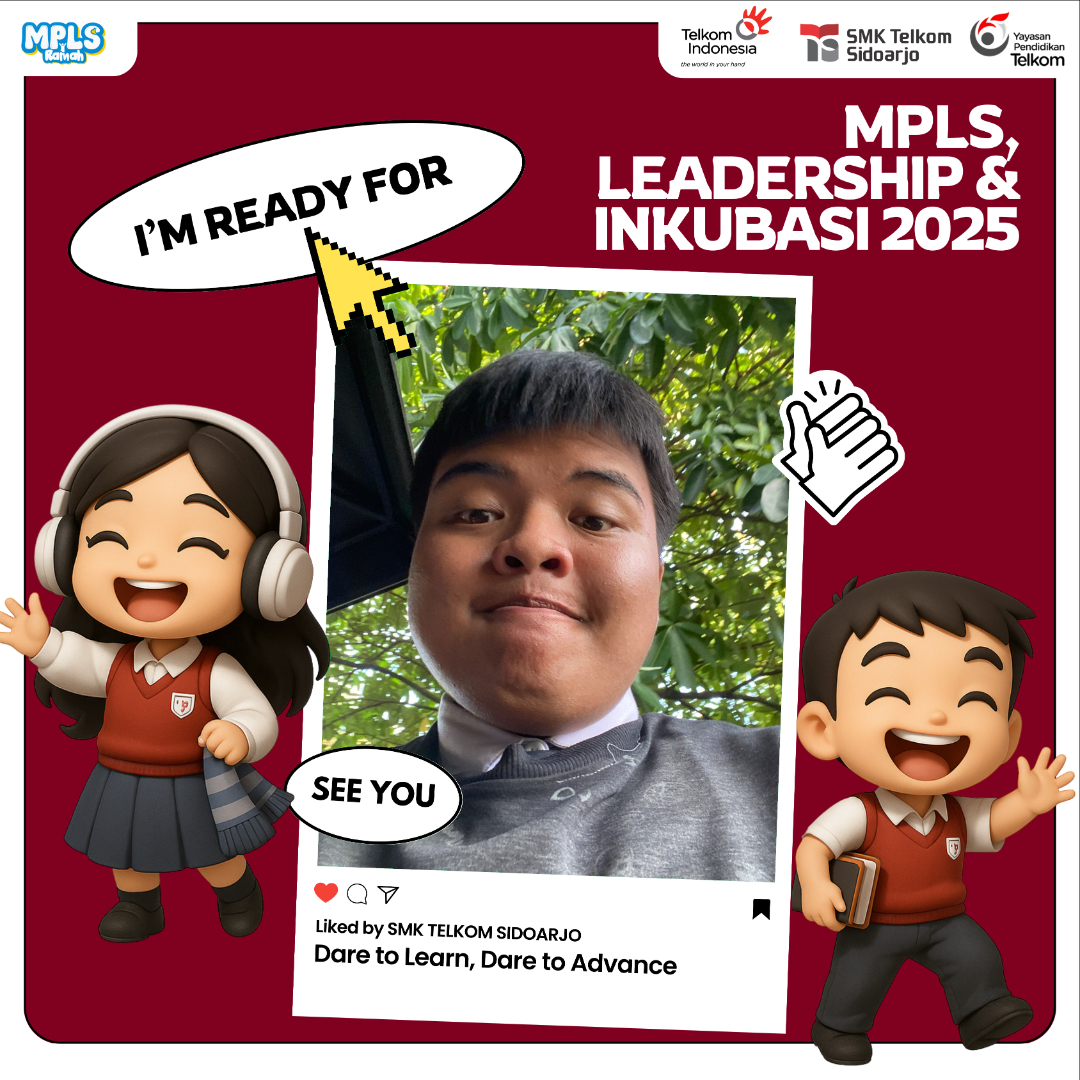 MPLS
Ramah
Telkom
Indonesia
the world in your hand
SMK Telkom
Sidoarjo
Yayasan
Pendidikan
Telkom
MPLS,
LEADERSHIP &
INKUBASI 2025
I'M READY FOR
SEE YOU
Liked by SMK TELKOM SIDOARJO
Dare to Learn, Dare to Advance